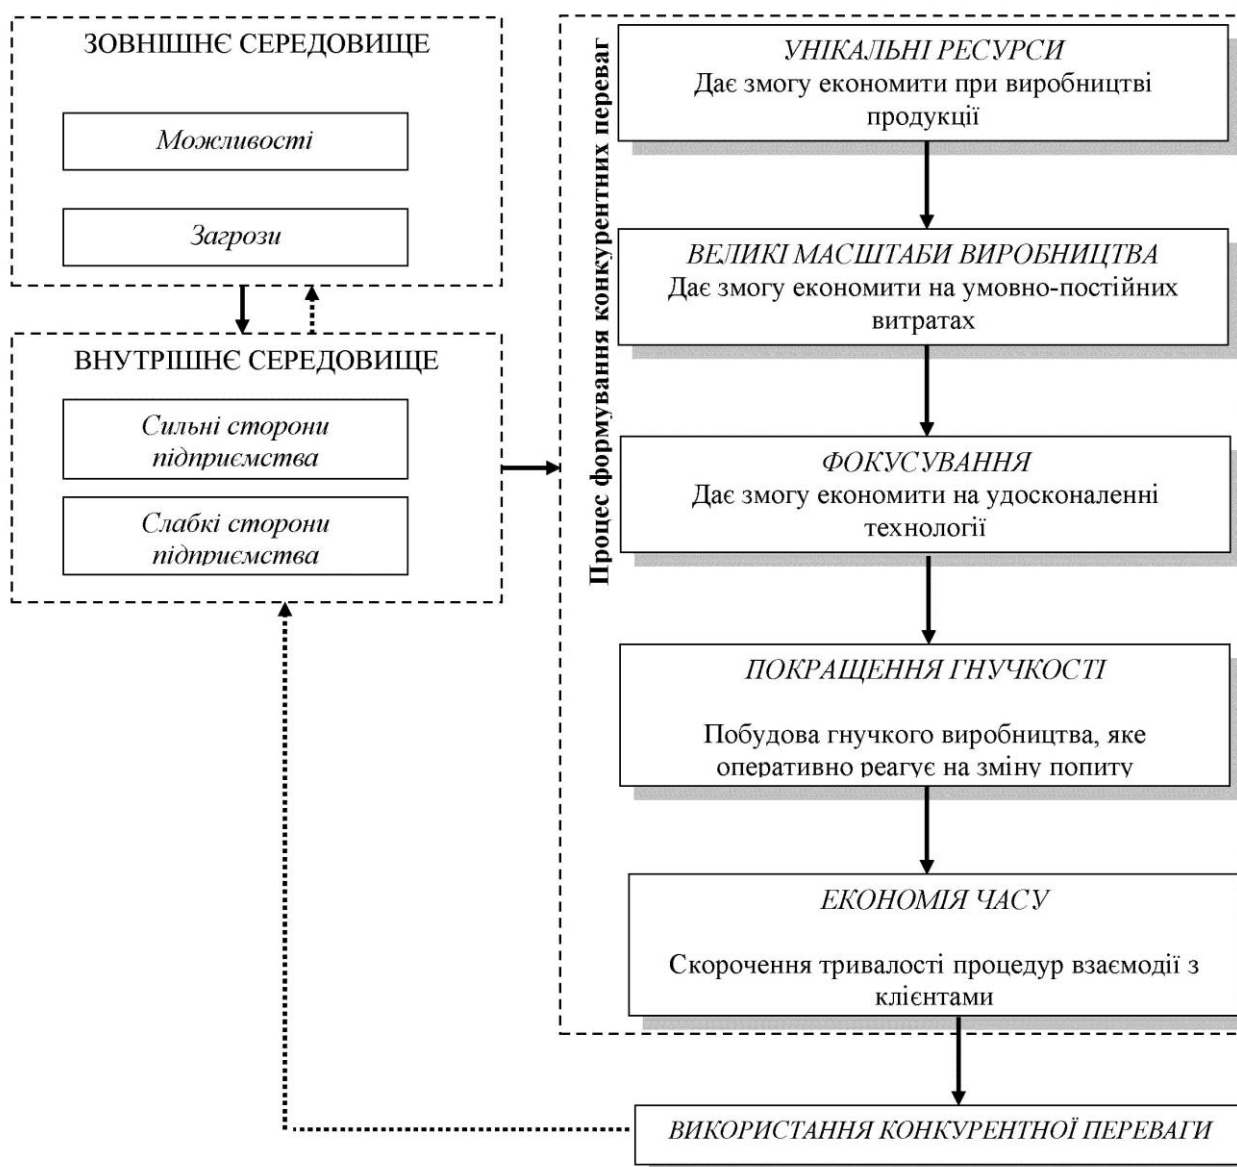 ЗОВНІШНЄ СЕРЕДОВИЩЕ
Можливості
Загрози
ВНУТРІШНЄ СЕРЕДОВИЩЕ
Сильні сторони
підприємства
Слабкі сторони
підприємства
Процес формування конкурентних переваг
УНІКАЛЬНІ РЕСУРСИ
Дає змогу економити при виробництві
продукції
ВЕЛИКІ МАСШТАБИ ВИРОБНИЦТВА
Дає змогу економити на умовно-постійних
витратах
ФОКУСУВАННЯ
Дає змогу економити на удосконаленні
технології
ПОКРАЩЕННЯ ГНУЧКОСТІ
Побудова гнучкого виробництва, яке
оперативно реагує на зміну попиту
ЕКОНОМІЯ ЧАСУ
Скорочення тривалості процедур взаємодії з
клієнтами
ВИКОРИСТАННЯ КОНКУРЕНТНОЇ ПЕРЕВАГИ